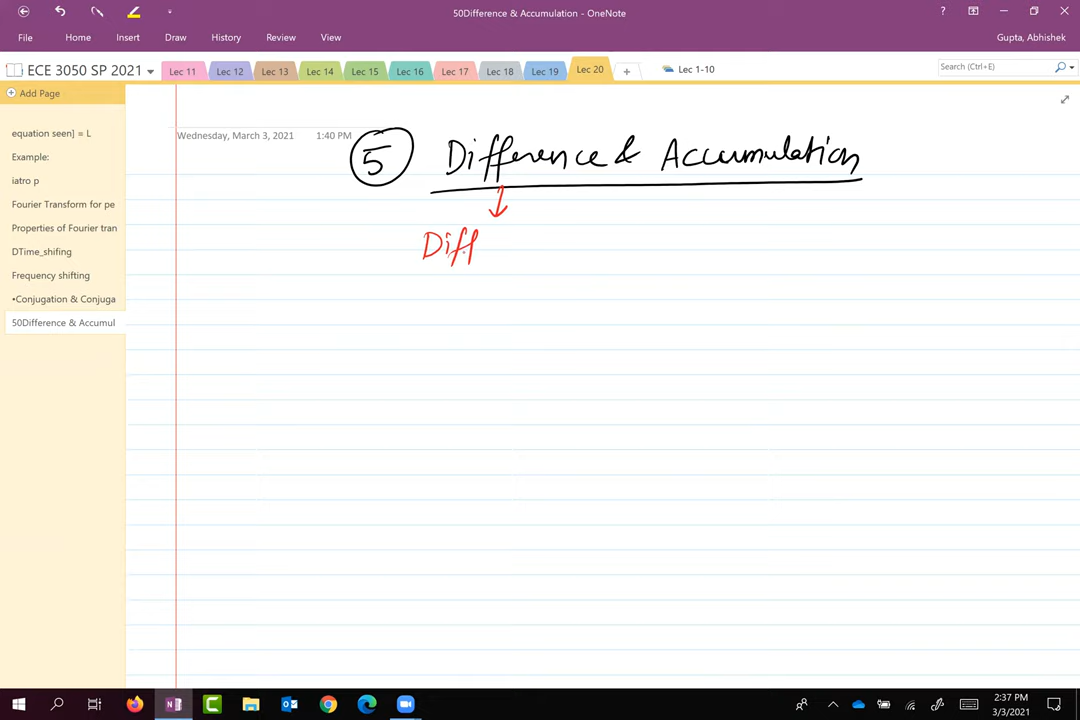 50Difference & Accumulation - OneNote
?
File Home Insert Draw History Review View
Gupta, Abhishek
ECE 3050 SP 2021
Lec 11 Lec 12 Lec 13 Lec 14 Lec 15 Lec 16 Lec 17 Lec 18 Lec 19 Lec 20 + Lec 1-10
Search (Ctrl+E)
Add Page
equation seen] = L
Example:
iatro p
Fourier Transform for pe
Properties of Fourier tran
DTime_shifing
Frequency shifting
•Conjugation & Conjuga
50Difference & Accumul
Wednesday, March 3, 2021 1:40 PM
5 Difference & Accumulation
Diff
2:37 PM
3/3/2021